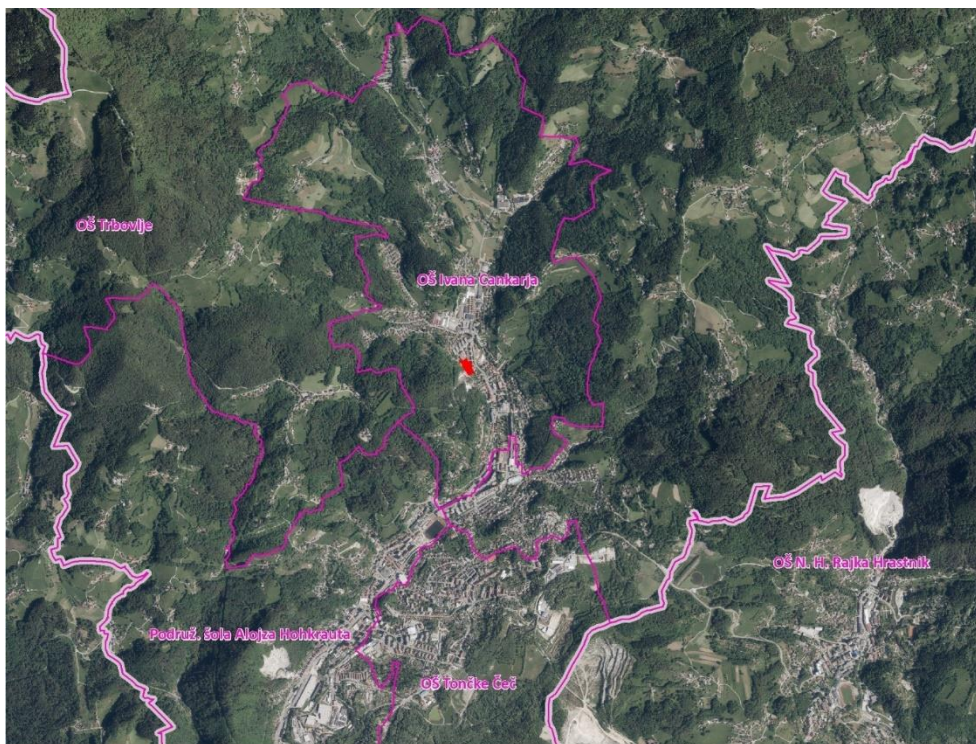 OŠ Trbovlje
OŠ Ivana Cankarja
OŠ N. H. Rajka Hrastnik
Podruž. šola Alojza Hohkrauta
OŠ Tončke Čeč